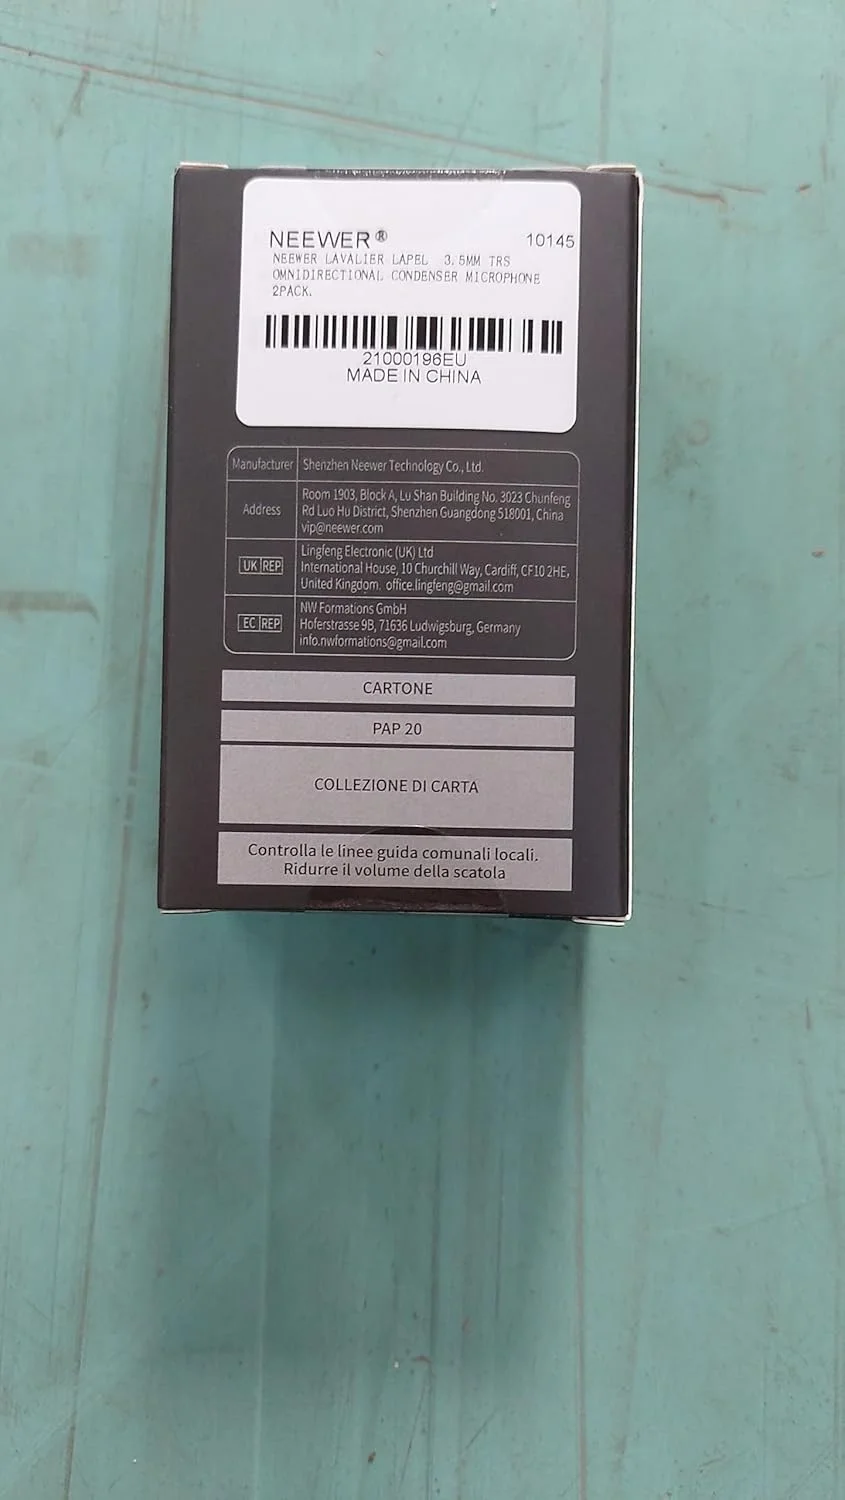 NEEWER® 10145
NEEWER LAVALIER LAPEL 3.5MM TRS
OMNIDIRECTIONAL CONDENSER MICROPHONE
2PACK.
21000196EU
MADE IN CHINA
Manufacturer Shenzhen Neewer Technology Co., Ltd.
Address
Room 1903, Block A, Lu Shan Building No. 3023 Chunfeng
Rd Luo Hu District, Shenzhen Guangdong 518001, China
vip@neewer.com
UK REP
Lingfeng Electronic (UK) Ltd
International House, 10 Churchill Way, Cardiff, CF10 2HE,
United Kingdom. office.lingfeng@gmail.com
EC REP
NW Formations GmbH
Hoferstrasse 9B, 71636 Ludwigsburg, Germany
info.nwformations@gmail.com
CARTONE
PAP 20
COLLEZIONE DI CARTA
Controlla le linee guida comunali locali.
Ridurre il volume della scatola